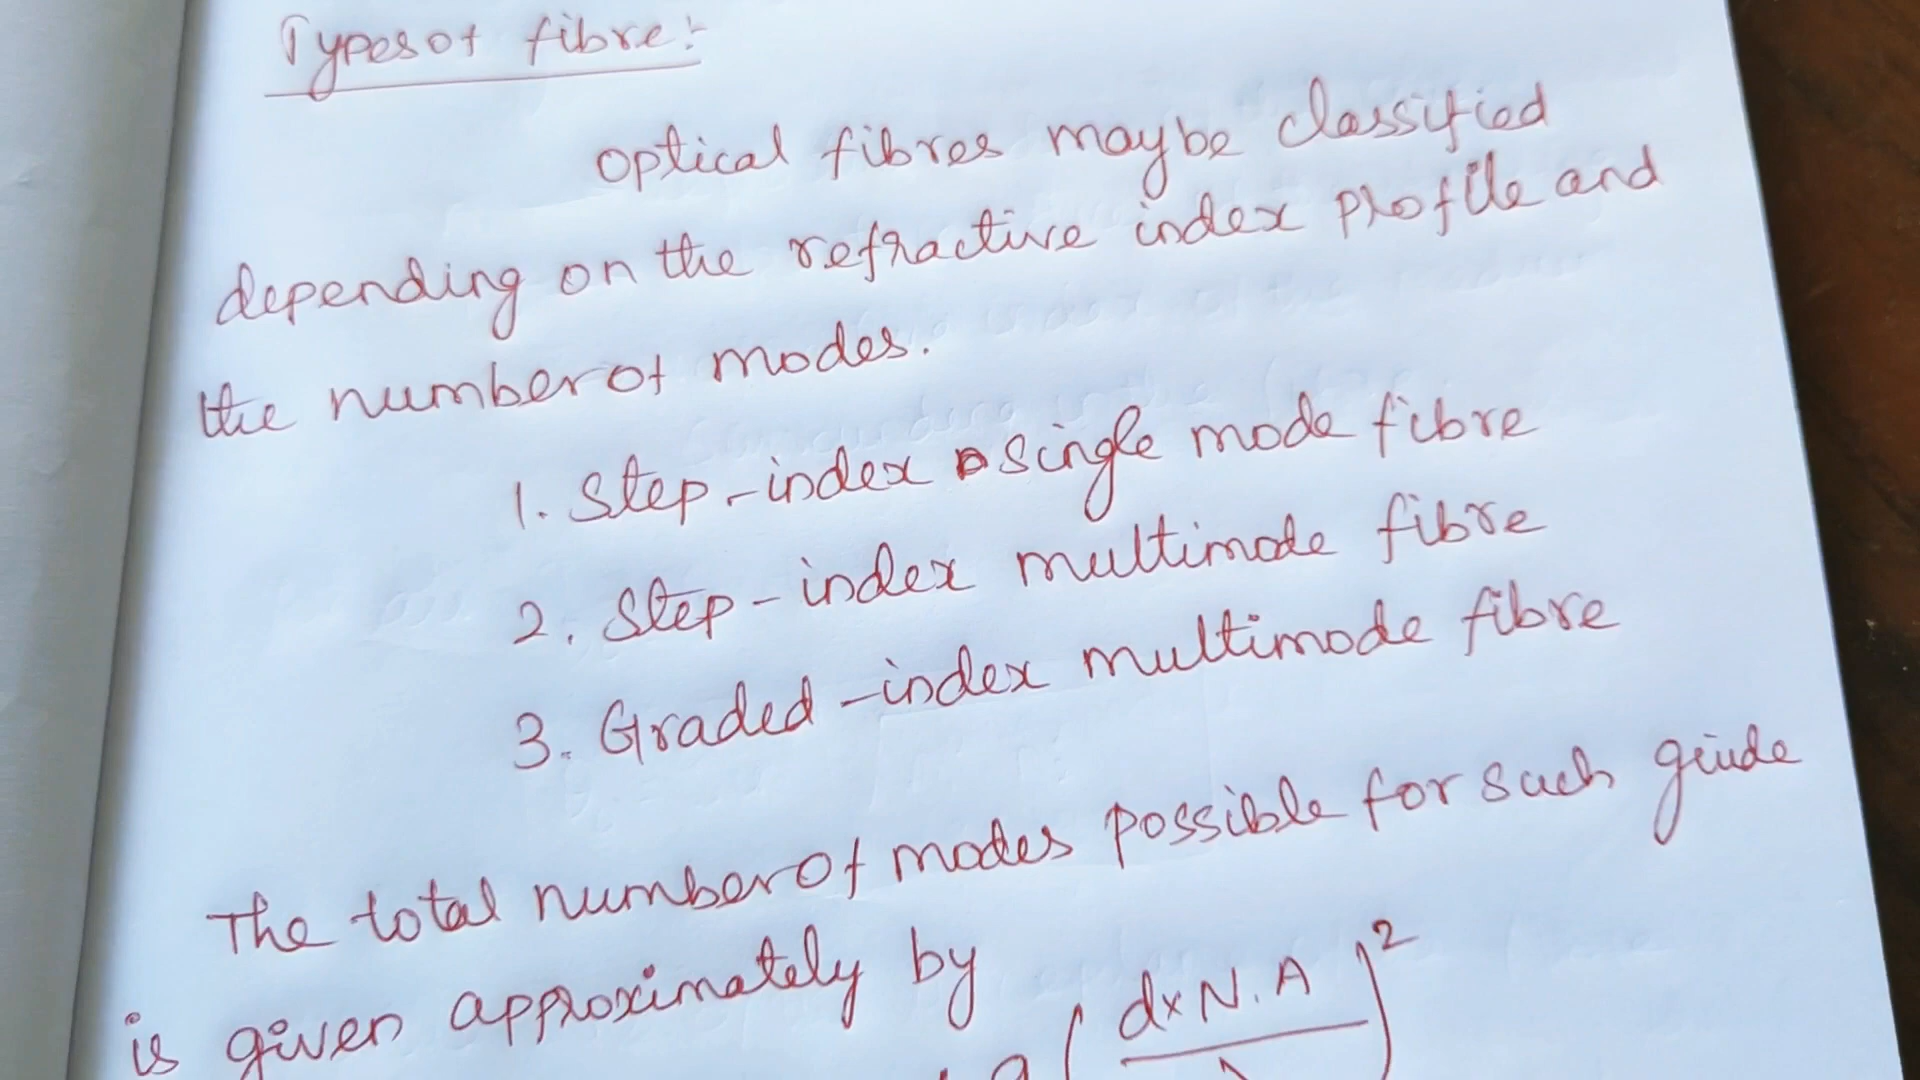 Types of fibre:-
optical fibres may be classified
depending on the refractive index profile and
the number of modes.
1. Step-index single mode fibre
2. Step-index multimode fibre
3. Graded-index multimode fibre
The total number of modes possible for such guide
is given approximately by
(d×N.A)²